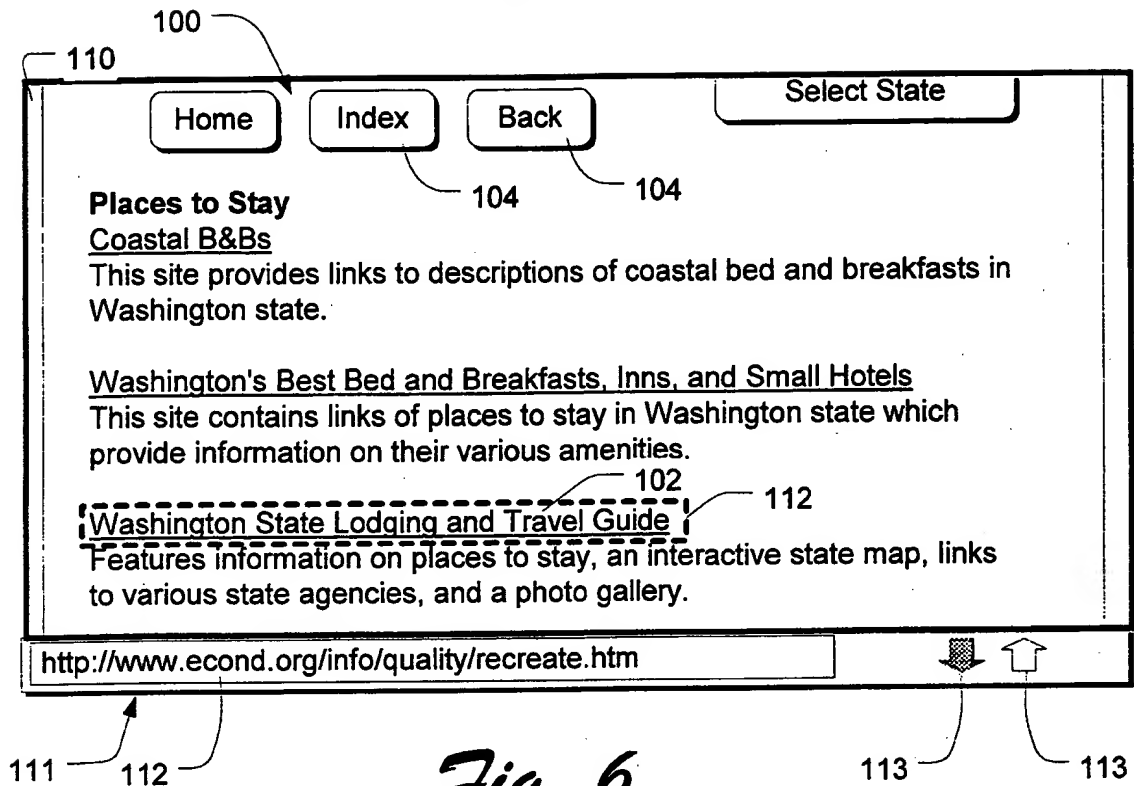 100
110
Select State
Home Index Back
104 104
Places to Stay
Coastal B&Bs
This site provides links to descriptions of coastal bed and breakfasts in
Washington state.
Washington's Best Bed and Breakfasts, Inns, and Small Hotels
This site contains links of places to stay in Washington state which
provide information on their various amenities.
102
112
Washington State Lodging and Travel Guide
Features information on places to stay, an interactive state map, links
to various state agencies, and a photo gallery.
http://www.econd.org/info/quality/recreate.htm
111 112 113 113
Fig. 6